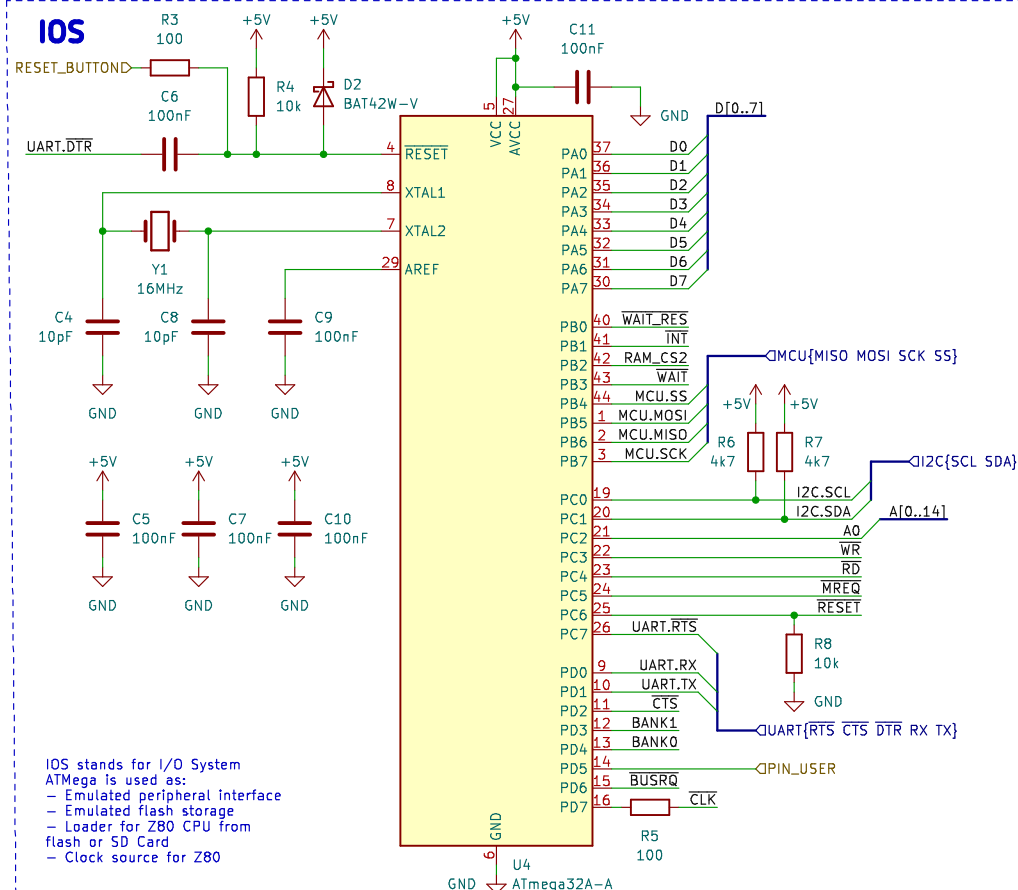 IOS
R3
100
+5V
+5V
+5V
C11
100nF
RESET_BUTTON
R4
10k
D2
BAT42W-V
C6
100nF
GND
D[0..7]
UART.DTR
5
VCC
27
AVCC
4
RESET
8
XTAL1
7
XTAL2
29
AREF
Y1
16MHz
C4
10pF
C8
10pF
C9
100nF
GND
GND
GND
+5V
+5V
+5V
C5
100nF
C7
100nF
C10
100nF
GND
GND
GND
PA0 37 D0
PA1 36 D1
PA2 35 D2
PA3 34 D3
PA4 33 D4
PA5 32 D5
PA6 31 D6
PA7 30 D7
PB0 40 WAIT_RES
PB1 41 INT
PB2 42 RAM_CS2
PB3 43 WAIT
PB4 44 MCU.SS
PB5 1 MCU.MOSI
PB6 2 MCU.MISO
PB7 3 MCU.SCK
MCU{MISO MOSI SCK SS}
+5V
+5V
R6
4k7
R7
4k7
I2C{SCL SDA}
PC0 19 I2C.SCL
PC1 20 I2C.SDA
A[0..14]
PC2 21 A0
PC3 22 WR
PC4 23 RD
PC5 24 MREQ
PC6 25 RESET
PC7 26 UART.RTS
R8
10k
GND
PD0 9 UART.RX
PD1 10 UART.TX
PD2 11 CTS
PD3 12 BANK1
PD4 13 BANK0
PD5 14 PIN_USER
PD6 15 BUSRQ
PD7 16 CLK
UART{RTS CTS DTR RX TX}
R5
100
IOS stands for I/O System
ATMega is used as:
– Emulated peripheral interface
– Emulated flash storage
– Loader for Z80 CPU from
flash or SD Card
– Clock source for Z80
GND
6
U4
GND
ATmega32A-A